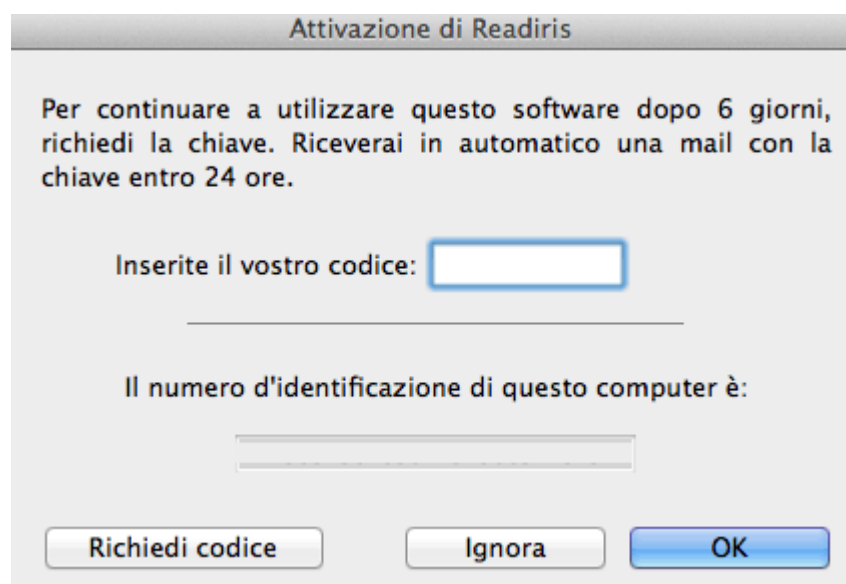 Attivazione di Readiris
Per continuare a utilizzare questo software dopo 6 giorni,
richiedi la chiave. Riceverai in automatico una mail con la
chiave entro 24 ore.
Inserite il vostro codice:
Il numero d'identificazione di questo computer è:
Richiedi codice Ignora OK